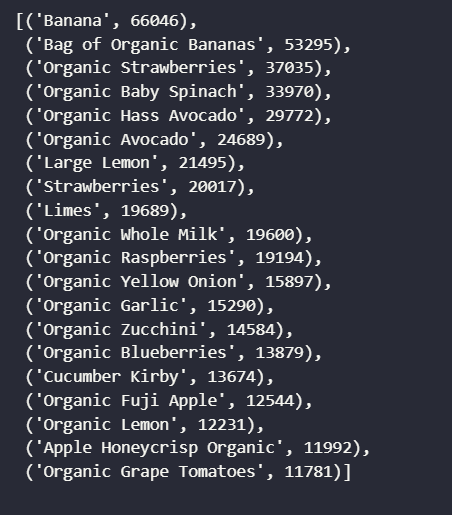 [('Banana', 66046),
('Bag of Organic Bananas', 53295),
('Organic Strawberries', 37035),
('Organic Baby Spinach', 33970),
('Organic Hass Avocado', 29772),
('Organic Avocado', 24689),
('Large Lemon', 21495),
('Strawberries', 20017),
('Limes', 19689),
('Organic Whole Milk', 19600),
('Organic Raspberries', 19194),
('Organic Yellow Onion', 15897),
('Organic Garlic', 15290),
('Organic Zucchini', 14584),
('Organic Blueberries', 13879),
('Cucumber Kirby', 13674),
('Organic Fuji Apple', 12544),
('Organic Lemon', 12231),
('Apple Honeycrisp Organic', 11992),
('Organic Grape Tomatoes', 11781)]